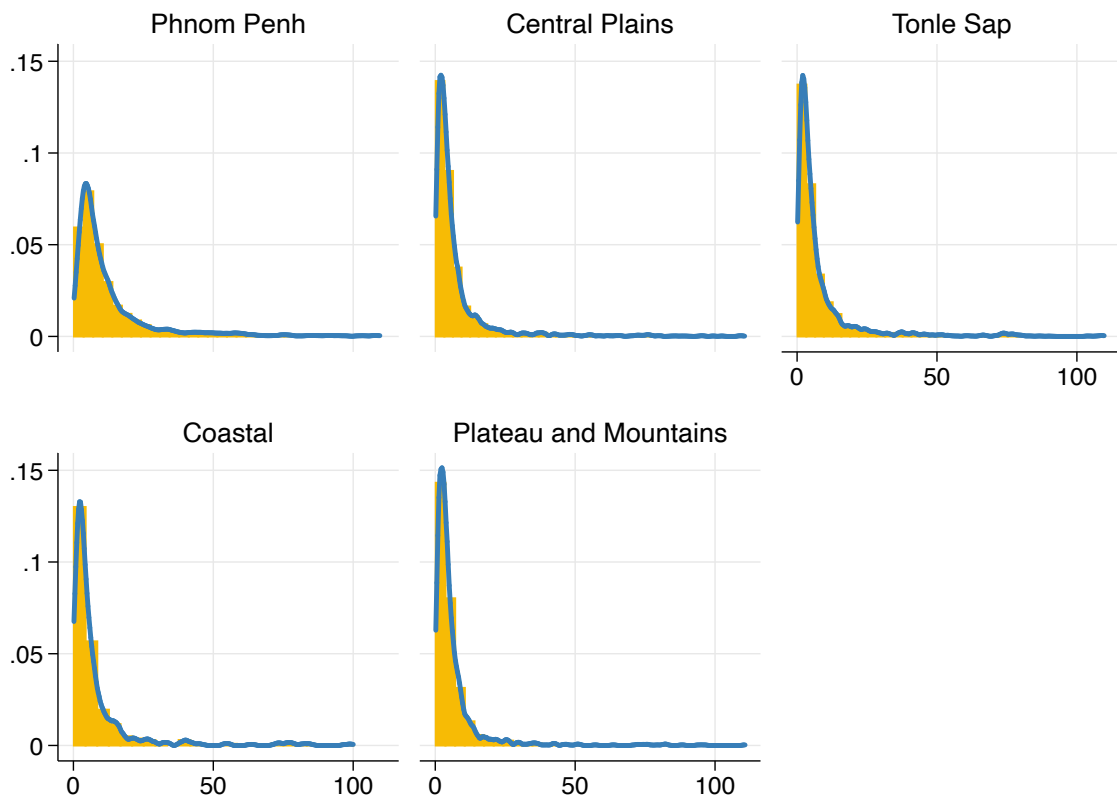 Phnom Penh
Central Plains
Tonle Sap
.15
.1
.05
0
0 50 100
Coastal
Plateau and Mountains
.15
.1
.05
0
0 50 100
0 50 100